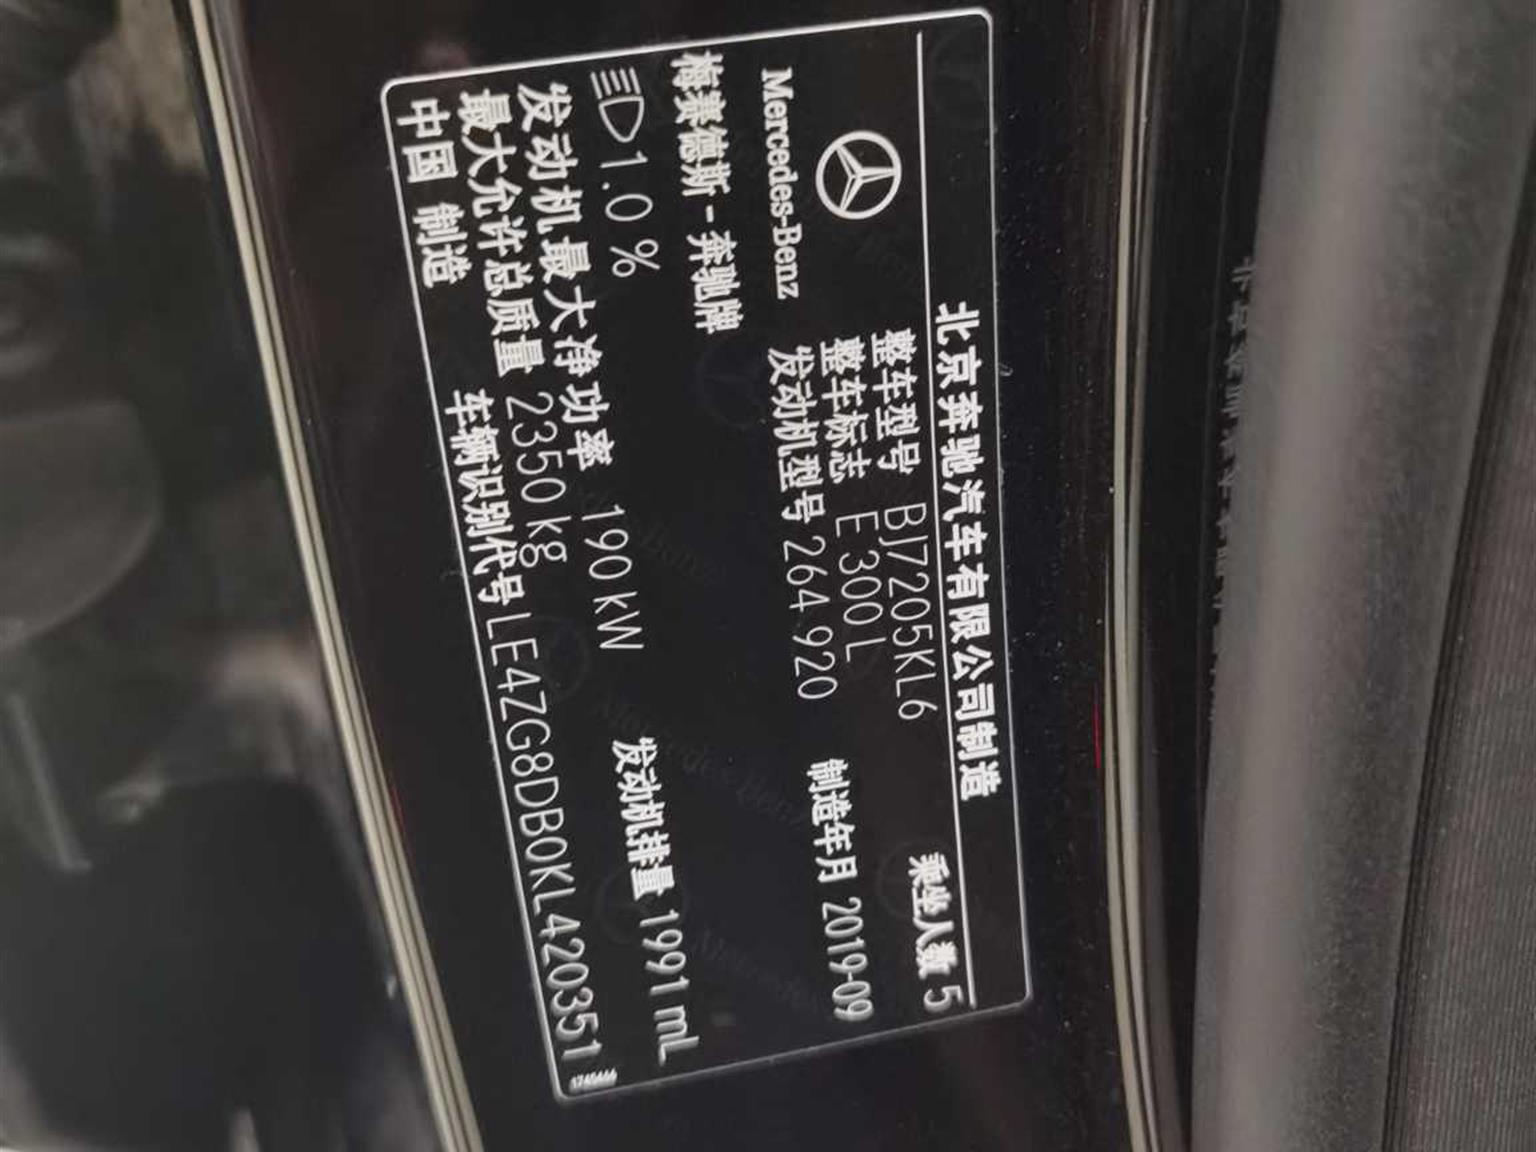 北京奔驰汽车有限公司制造
整车型号 BJ7205KL6 乘坐人数 5
整车标志 E 300 L
Mercedes-Benz 发动机型号 264 920 制造年月 2019-09
梅赛德斯-奔驰牌
1.0 %
发动机最大净功率 190 kW 发动机排量 1991 mL
最大允许总质量 2350 kg
中国 制造 车辆识别代号 LE4ZG8DB0KL420351